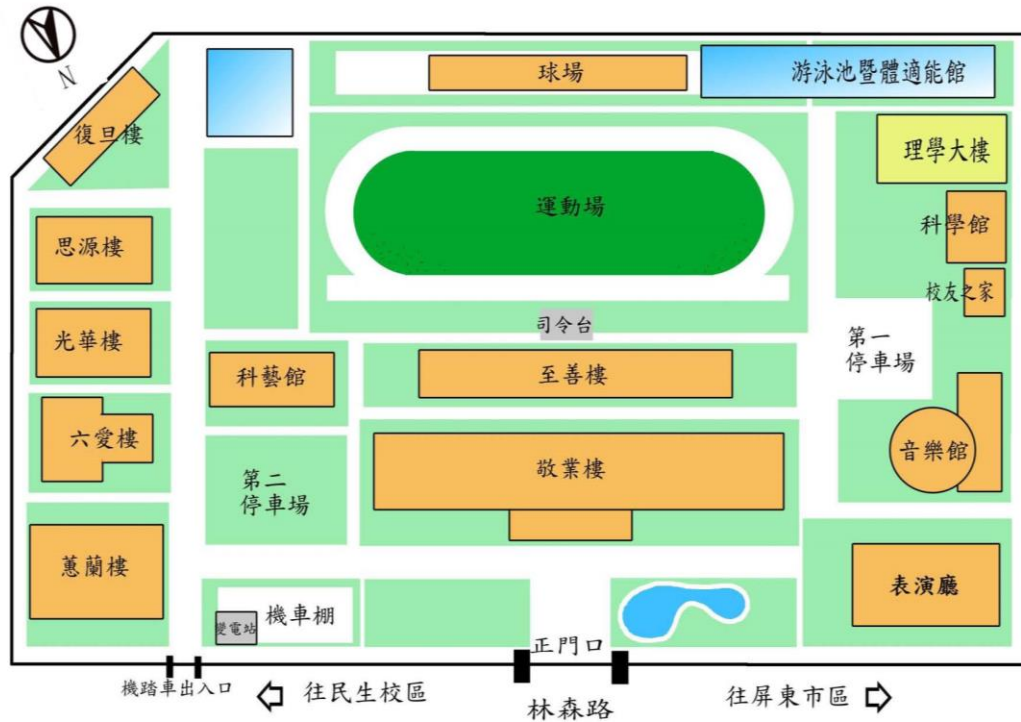 N
復旦樓
球場
游泳池暨體適能館
理學大樓
運動場
科學館
思源樓
校友之家
司令台
光華樓
第一
停車場
科藝館
至善樓
六愛樓
敬業樓
音樂館
第二
停車場
蕙蘭樓
表演廳
機車棚
變電站
正門口
機踏車出入口
往民生校區
林森路
往屏東市區